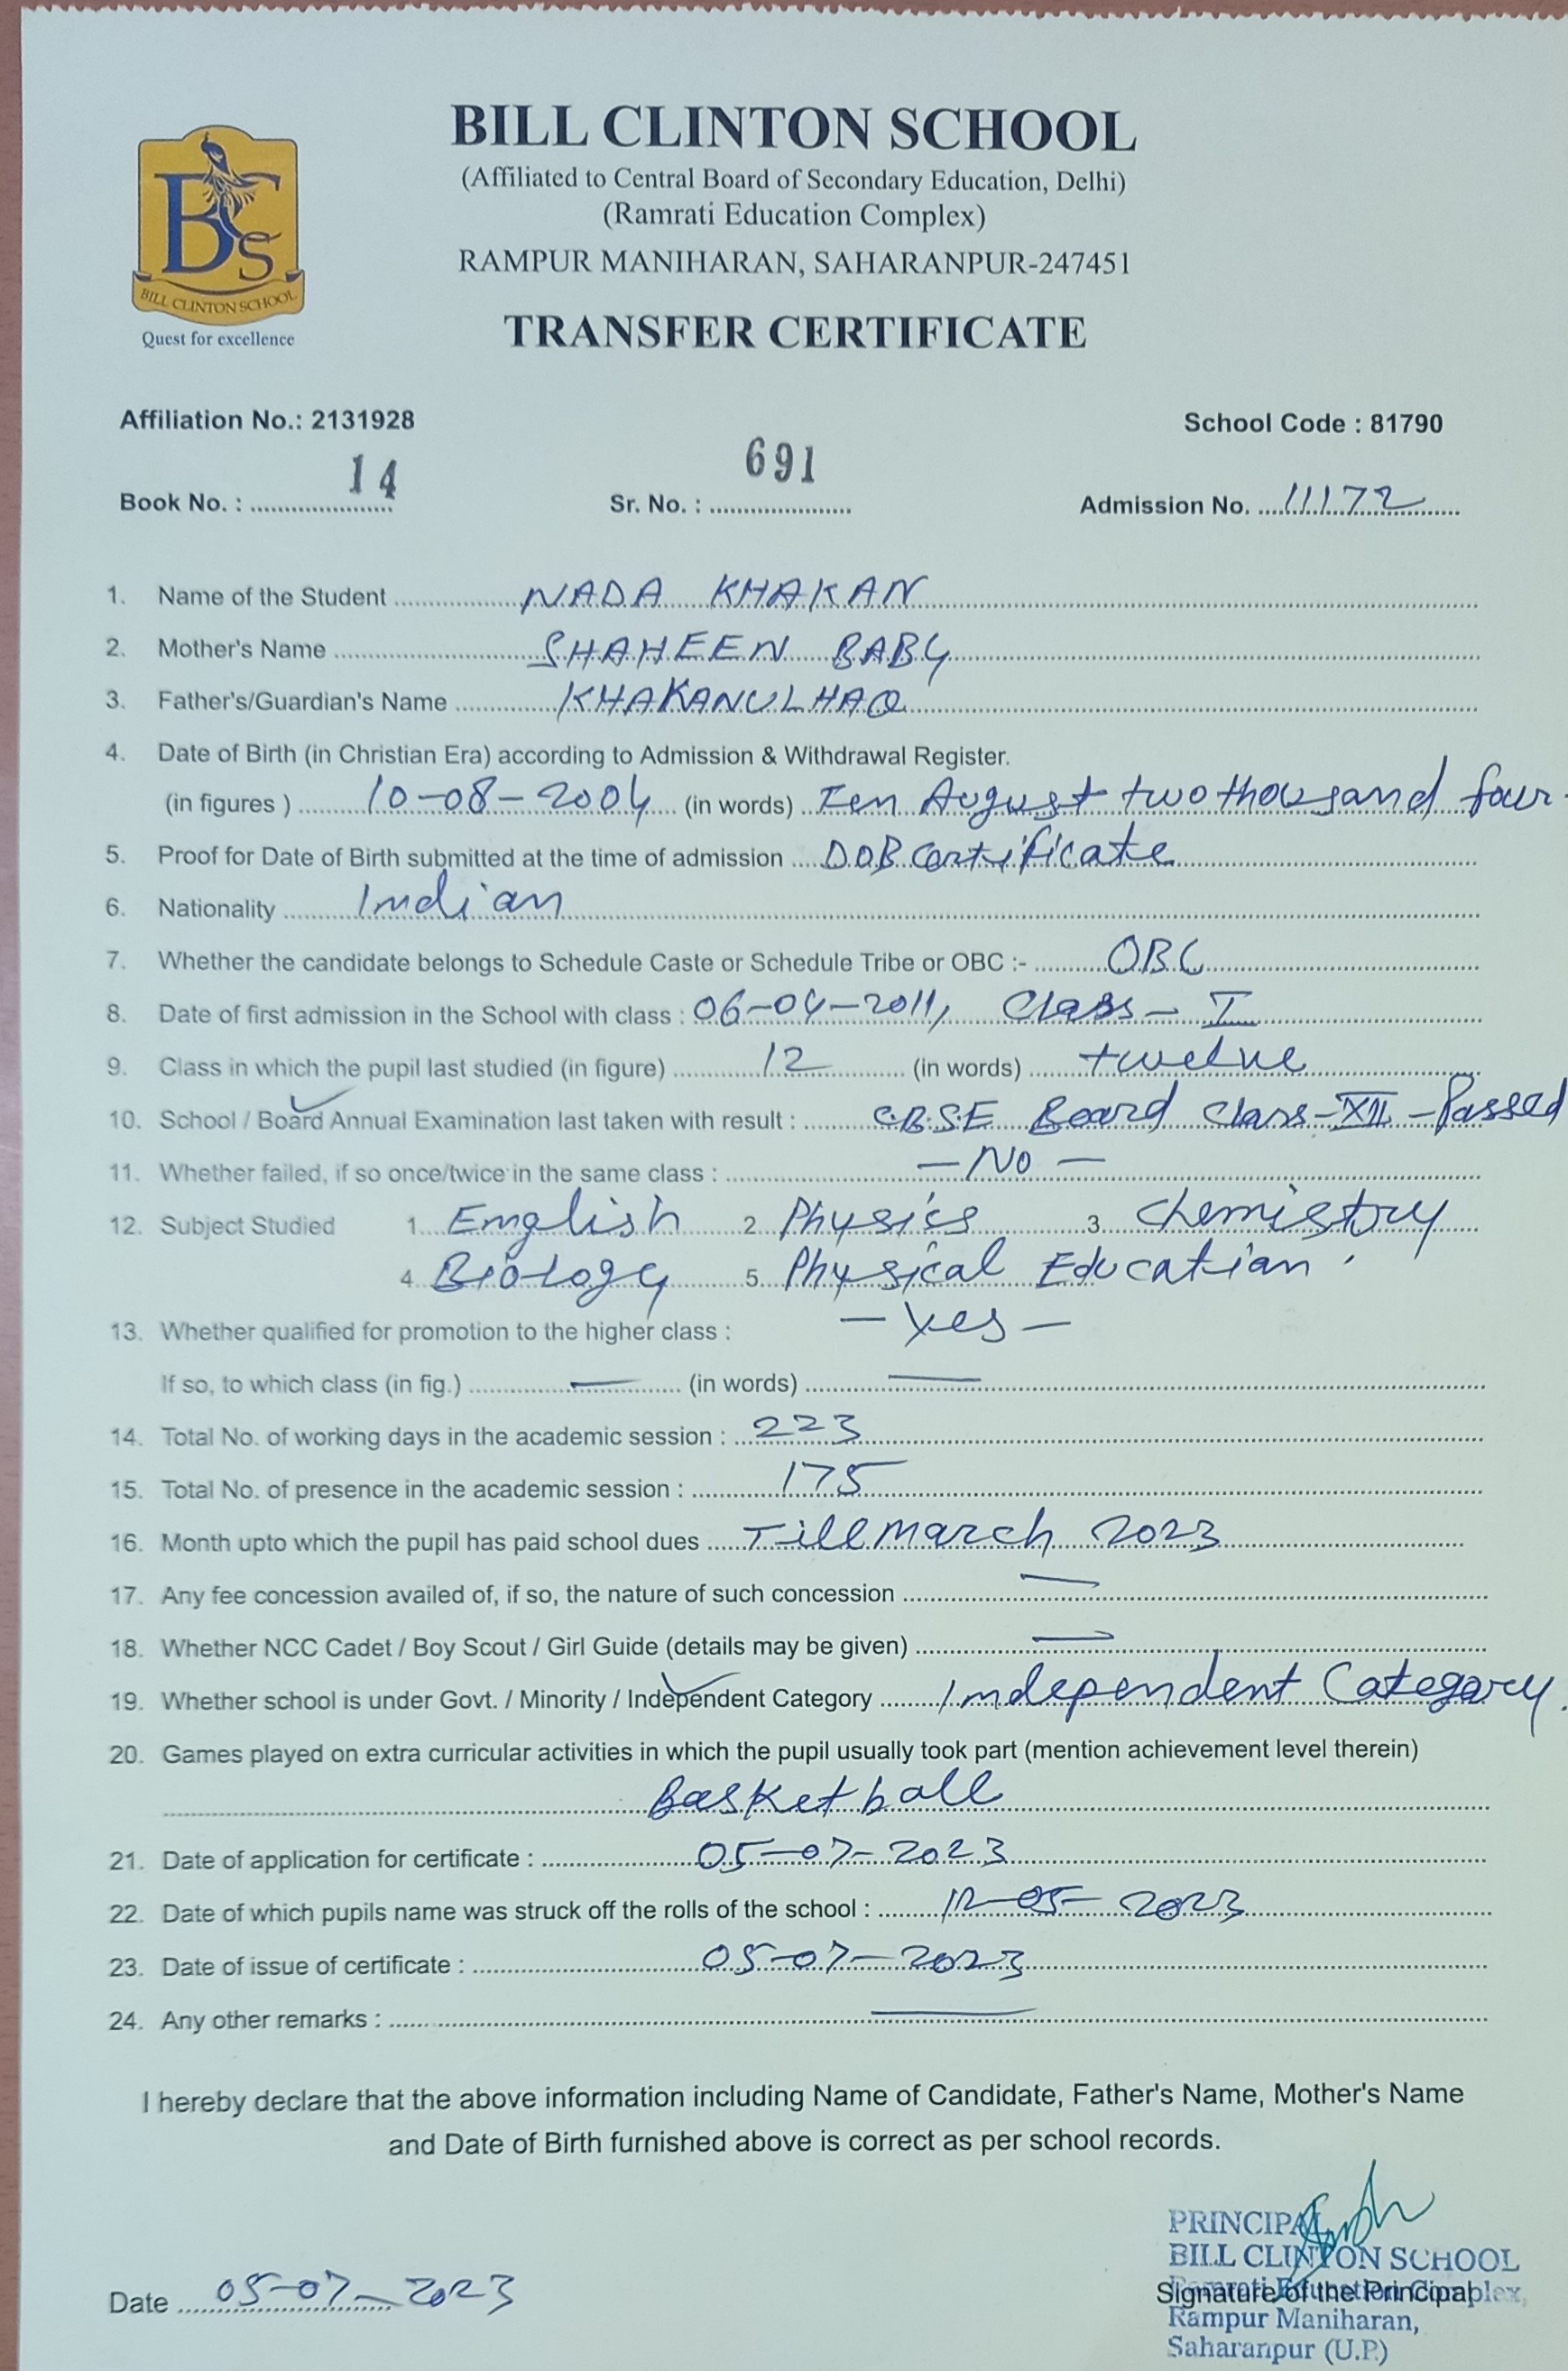 BILL CLINTON SCHOOL
(Affiliated to Central Board of Secondary Education, Delhi)
(Ramrati Education Complex)
RAMPUR MANIHARAN, SAHARANPUR-247451
TRANSFER CERTIFICATE
BCS
BILL CLINTON SCHOOL
Quest for excellence
Affiliation No.: 2131928 School Code : 81790
Book No. : 14 Sr. No. : 691 Admission No. 11172
1. Name of the Student NADA KHAKAN
2. Mother's Name SHAHEEN BABY
3. Father's/Guardian's Name KHAKANULHAQ
4. Date of Birth (in Christian Era) according to Admission & Withdrawal Register.
(in figures ) 10-08-2004 (in words) Ten August two thousand four
5. Proof for Date of Birth submitted at the time of admission DOB Certificate
6. Nationality Indian
7. Whether the candidate belongs to Schedule Caste or Schedule Tribe or OBC :- OBC
8. Date of first admission in the School with class : 06-04-2011, Class - I
9. Class in which the pupil last studied (in figure) 12 (in words) twelve
10. School / Board Annual Examination last taken with result : CBSE Board Class-XII - Passed
11. Whether failed, if so once/twice in the same class : - No -
12. Subject Studied 1. English 2. Physics 3. Chemistry
4. Biology 5. Physical Education
13. Whether qualified for promotion to the higher class : - Yes -
If so, to which class (in fig.) — (in words) —
14. Total No. of working days in the academic session : 223
15. Total No. of presence in the academic session : 175
16. Month upto which the pupil has paid school dues Till March 2023
17. Any fee concession availed of, if so, the nature of such concession —
18. Whether NCC Cadet / Boy Scout / Girl Guide (details may be given) —
19. Whether school is under Govt. / Minority / Independent Category Independent Category.
20. Games played on extra curricular activities in which the pupil usually took part (mention achievement level therein)
Basketball
21. Date of application for certificate : 05-07-2023
22. Date of which pupils name was struck off the rolls of the school : 12-05-2023
23. Date of issue of certificate : 05-07-2023
24. Any other remarks : —
I hereby declare that the above information including Name of Candidate, Father's Name, Mother's Name
and Date of Birth furnished above is correct as per school records.
PRINCIPAL
BILL CLINTON SCHOOL
Ramrati Education Complex,
Date 05-07-2023 Signature of the Principal
Rampur Maniharan,
Saharanpur (U.P.)